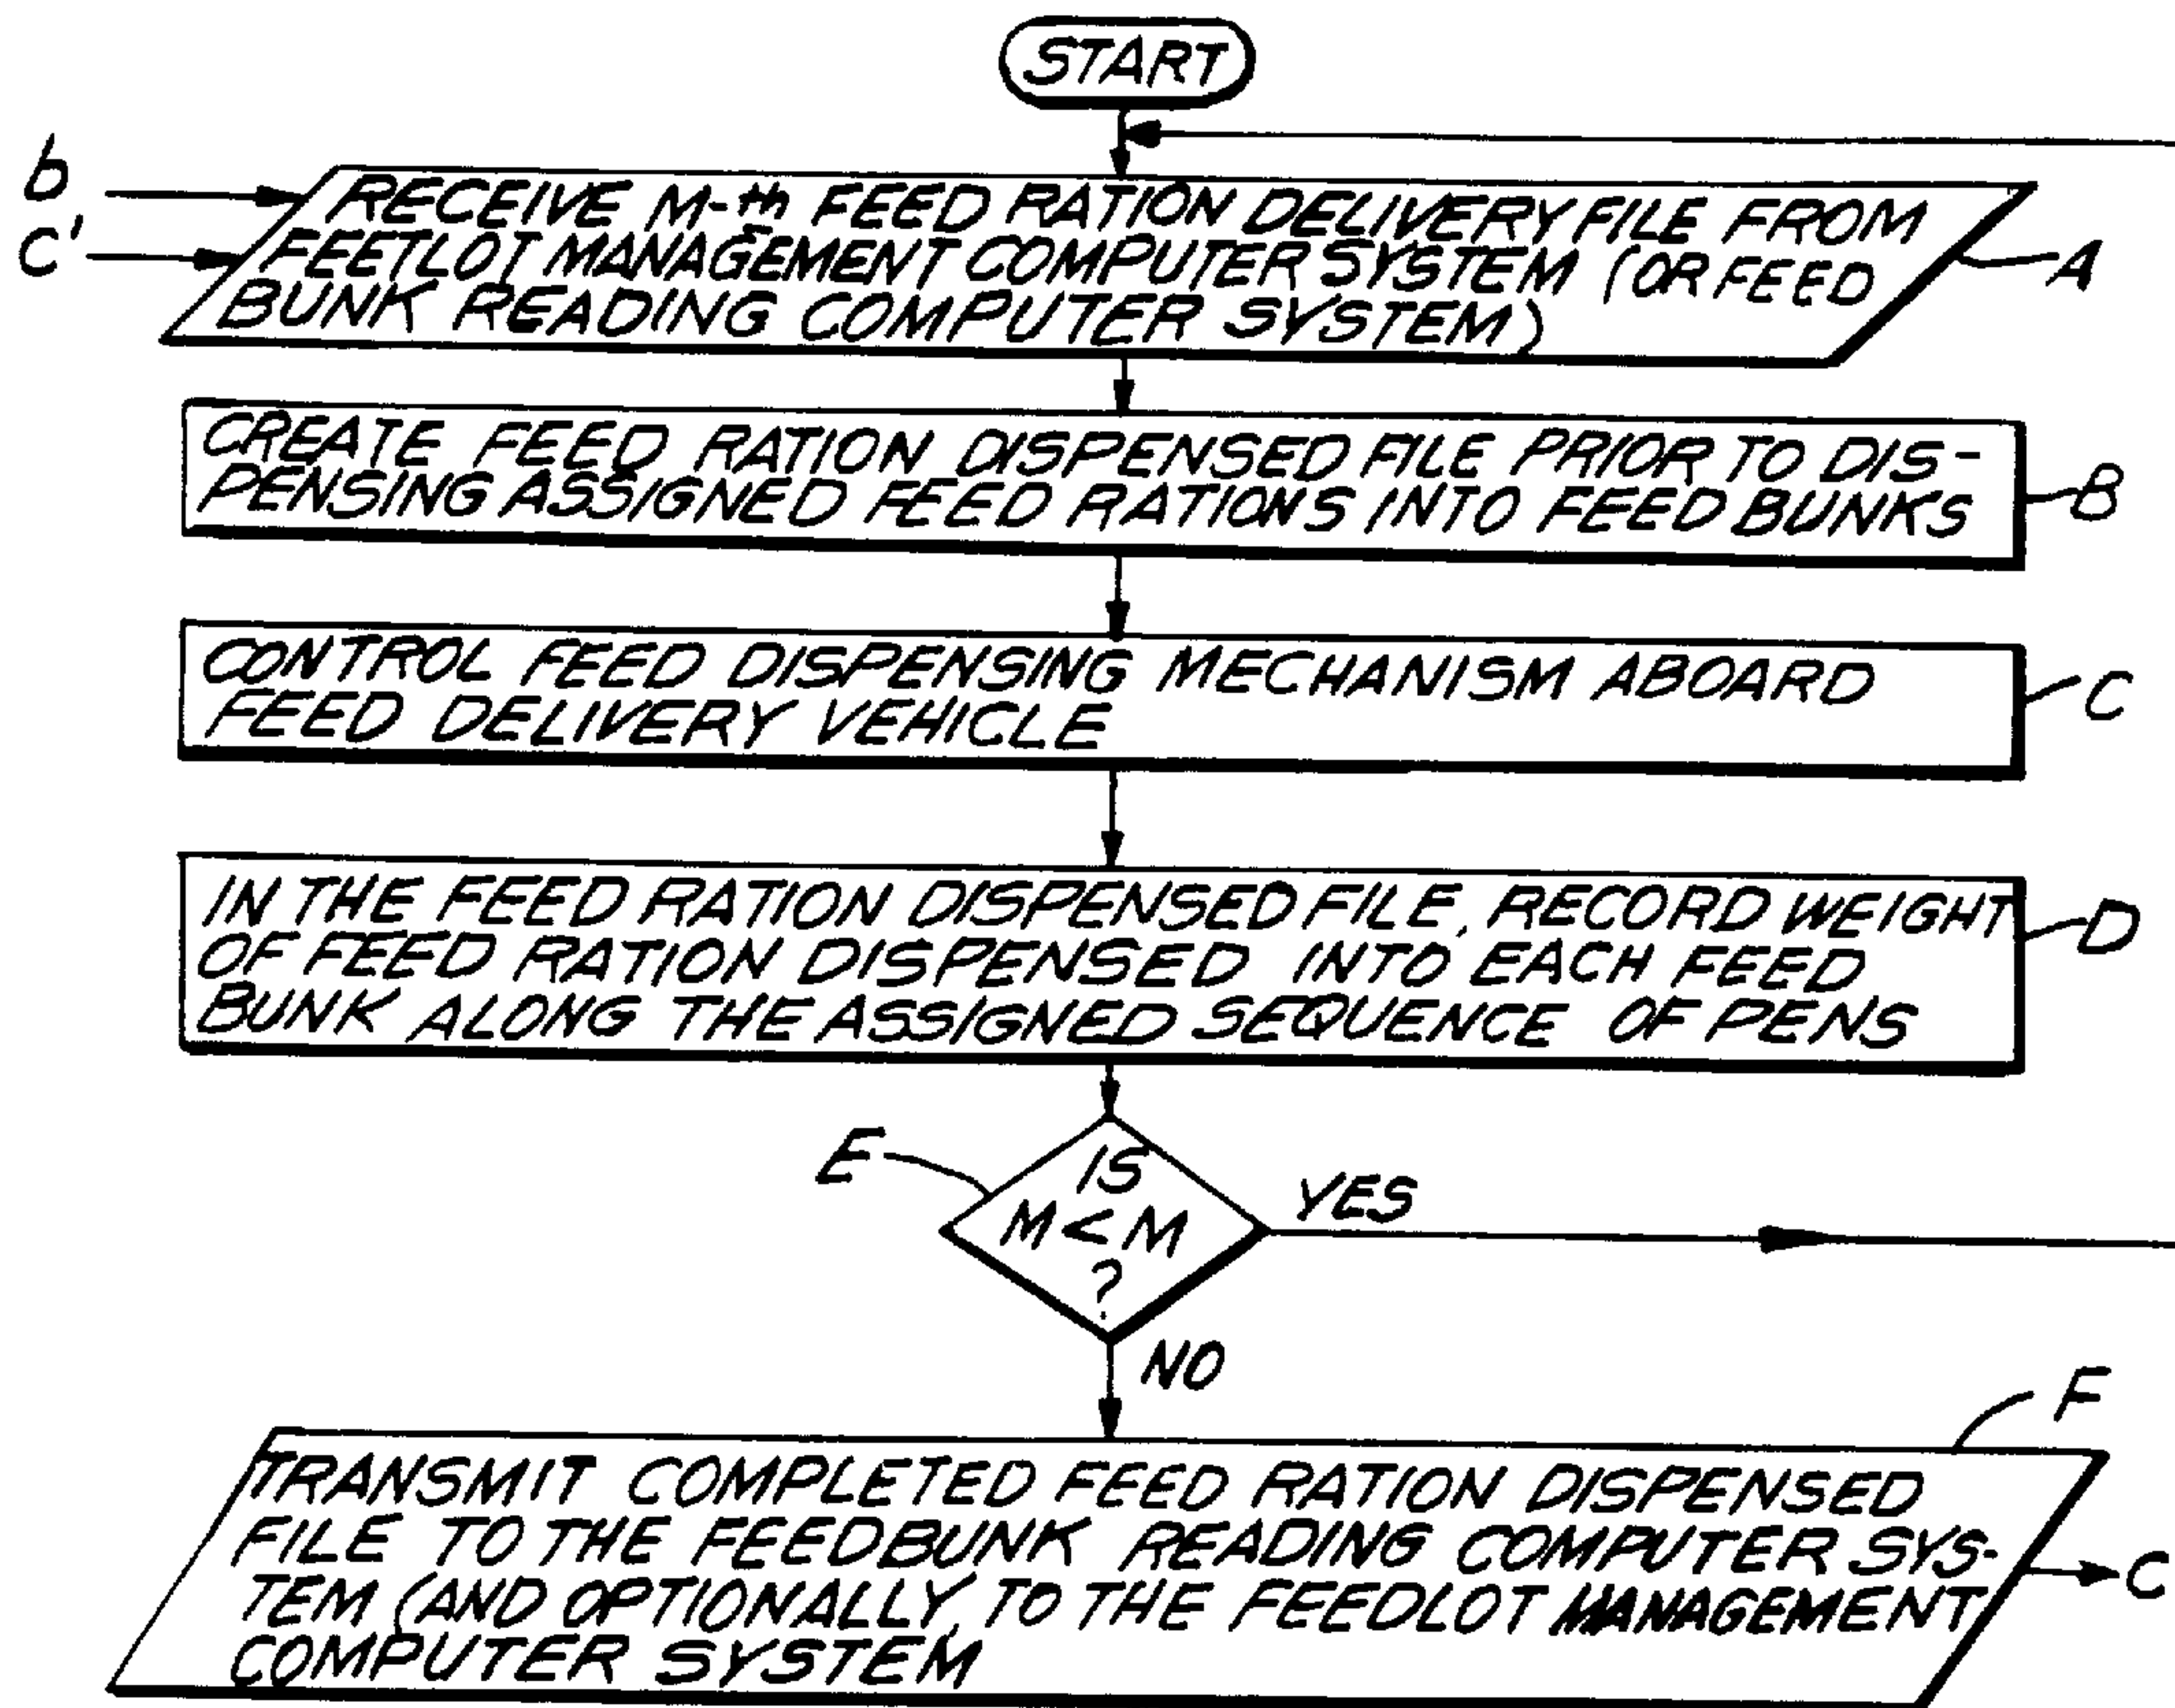 START
b
c'
RECEIVE M-th FEED RATION DELIVERY FILE FROM
FEETLOT MANAGEMENT COMPUTER SYSTEM (OR FEED
BUNK READING COMPUTER SYSTEM)
A
CREATE FEED RATION DISPENSED FILE PRIOR TO DIS-
PENSING ASSIGNED FEED RATIONS INTO FEED BUNKS
B
CONTROL FEED DISPENSING MECHANISM ABOARD
FEED DELIVERY VEHICLE
C
IN THE FEED RATION DISPENSED FILE, RECORD WEIGHT
OF FEED RATION DISPENSED INTO EACH FEED
BUNK ALONG THE ASSIGNED SEQUENCE OF PENS
D
E
IS
M < M
?
YES
NO
F
TRANSMIT COMPLETED FEED RATION DISPENSED
FILE TO THE FEEDBUNK READING COMPUTER SYS-
TEM (AND OPTIONALLY, TO THE FEEDLOT MANAGEMENT
COMPUTER SYSTEM
C